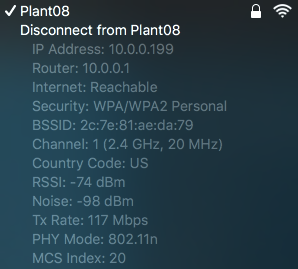 Plant08
Disconnect from Plant08
IP Address: 10.0.0.199
Router: 10.0.0.1
Internet: Reachable
Security: WPA/WPA2 Personal
BSSID: 2c:7e:81:ae:da:79
Channel: 1 (2.4 GHz, 20 MHz)
Country Code: US
RSSI: -74 dBm
Noise: -98 dBm
Tx Rate: 117 Mbps
PHY Mode: 802.11n
MCS Index: 20